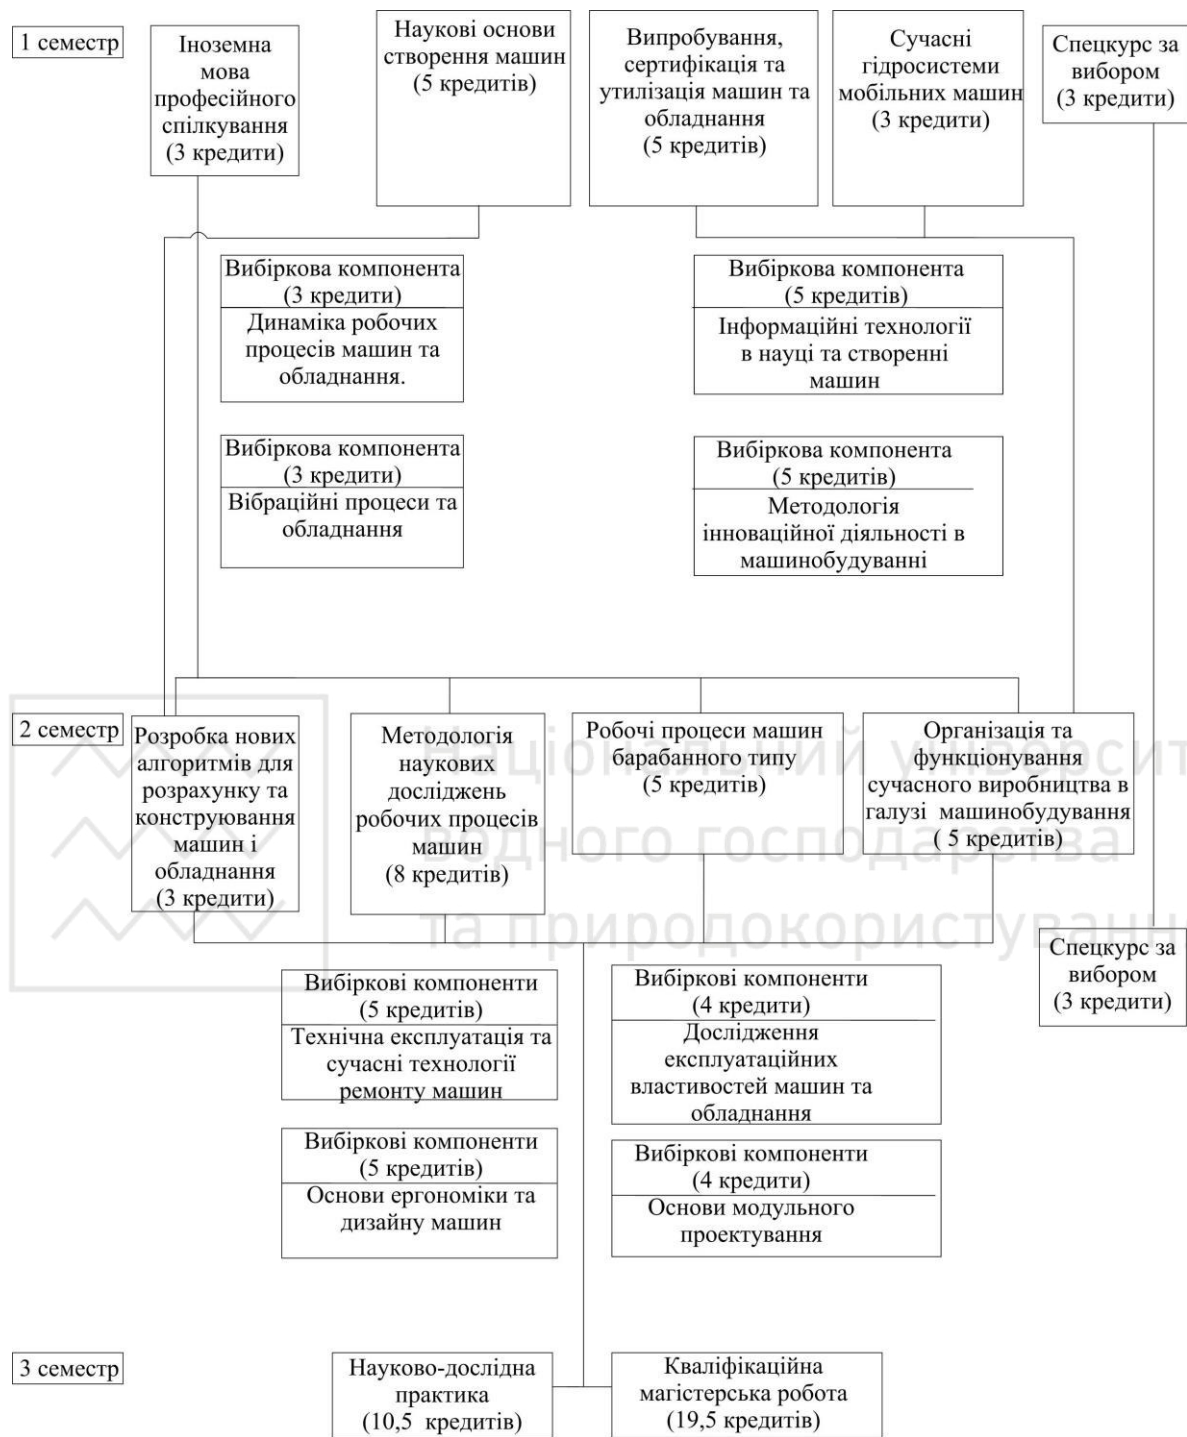 1 семестр
Іноземна
мова
професійного
спілкування
(3 кредити)
Наукові основи
створення машин
(5 кредитів)
Випробування,
сертифікація та
утилізація машин та
обладнання
(5 кредитів)
Сучасні
гідросистеми
мобільних машин
(3 кредити)
Спецкурс за
вибором
(3 кредити)
Вибіркова компонента
(3 кредити)
Динаміка робочих
процесів машин та
обладнання.
Вибіркова компонента
(5 кредитів)
Інформаційні технології
в науці та створенні
машин
Вибіркова компонента
(3 кредити)
Вібраційні процеси та
обладнання
Вибіркова компонента
(5 кредитів)
Методологія
інноваційної діяльності в
машинобудуванні
2 семестр
Розробка нових
алгоритмів для
розрахунку та
конструювання
машин і
обладнання
(3 кредити)
Методологія
наукових
досліджень
робочих процесів
машин
(8 кредитів)
Робочі процеси машин
барабанного типу
(5 кредитів)
Організація та
функціонування
сучасного виробництва в
галузі машинобудування
( 5 кредитів)
Національний університ
водного господарства
та природокористуванн
Спецкурс за
вибором
(3 кредити)
Вибіркові компоненти
(5 кредитів)
Технічна експлуатація та
сучасні технології
ремонту машин
Вибіркові компоненти
(4 кредити)
Дослідження
експлуатаційних
властивостей машин та
обладнання
Вибіркові компоненти
(5 кредитів)
Основи ергономіки та
дизайну машин
Вибіркові компоненти
(4 кредити)
Основи модульного
проектування
3 семестр
Науково-дослідна
практика
(10,5 кредитів)
Кваліфікаційна
магістерська робота
(19,5 кредитів)